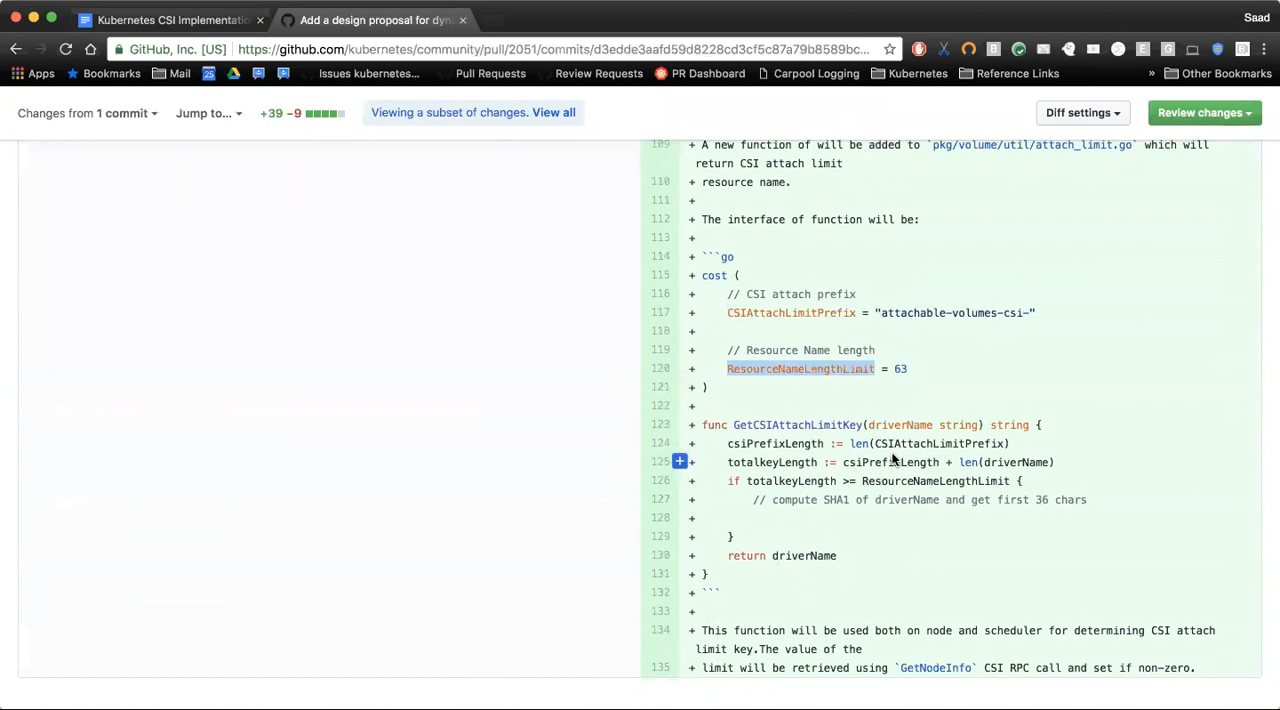 Kubernetes CSI Implementatio
Add a design proposal for dyn
Saad
GitHub, Inc. [US]
https://github.com/kubernetes/community/pull/2051/commits/d3edde3aafd59d8228cd3cf5c87a79b8589bc...
Apps
Bookmarks
Mail
Issues kubernetes...
Pull Requests
Review Requests
PR Dashboard
Carpool Logging
Kubernetes
Reference Links
»
Other Bookmarks
Changes from 1 commit
Jump to...
+39 −9
Viewing a subset of changes. View all
Diff settings
Review changes
109 + A new function of will be added to `pkg/volume/util/attach_limit.go` which will
return CSI attach limit
110 + resource name.
111 +
112 + The interface of function will be:
113 +
114 + ```go
115 + cost (
116 + // CSI attach prefix
117 + CSIAttachLimitPrefix = "attachable-volumes-csi-"
118 +
119 + // Resource Name length
120 + ResourceNameLengthLimit = 63
121 + )
122 +
123 + func GetCSIAttachLimitKey(driverName string) string {
124 + csiPrefixLength := len(CSIAttachLimitPrefix)
125 + totalkeyLength := csiPrefixLength + len(driverName)
126 + if totalkeyLength >= ResourceNameLengthLimit {
127 + // compute SHA1 of driverName and get first 36 chars
128 +
129 + }
130 + return driverName
131 + }
132 + ```
133 +
134 + This function will be used both on node and scheduler for determining CSI attach
limit key.The value of the
135 + limit will be retrieved using `GetNodeInfo` CSI RPC call and set if non-zero.